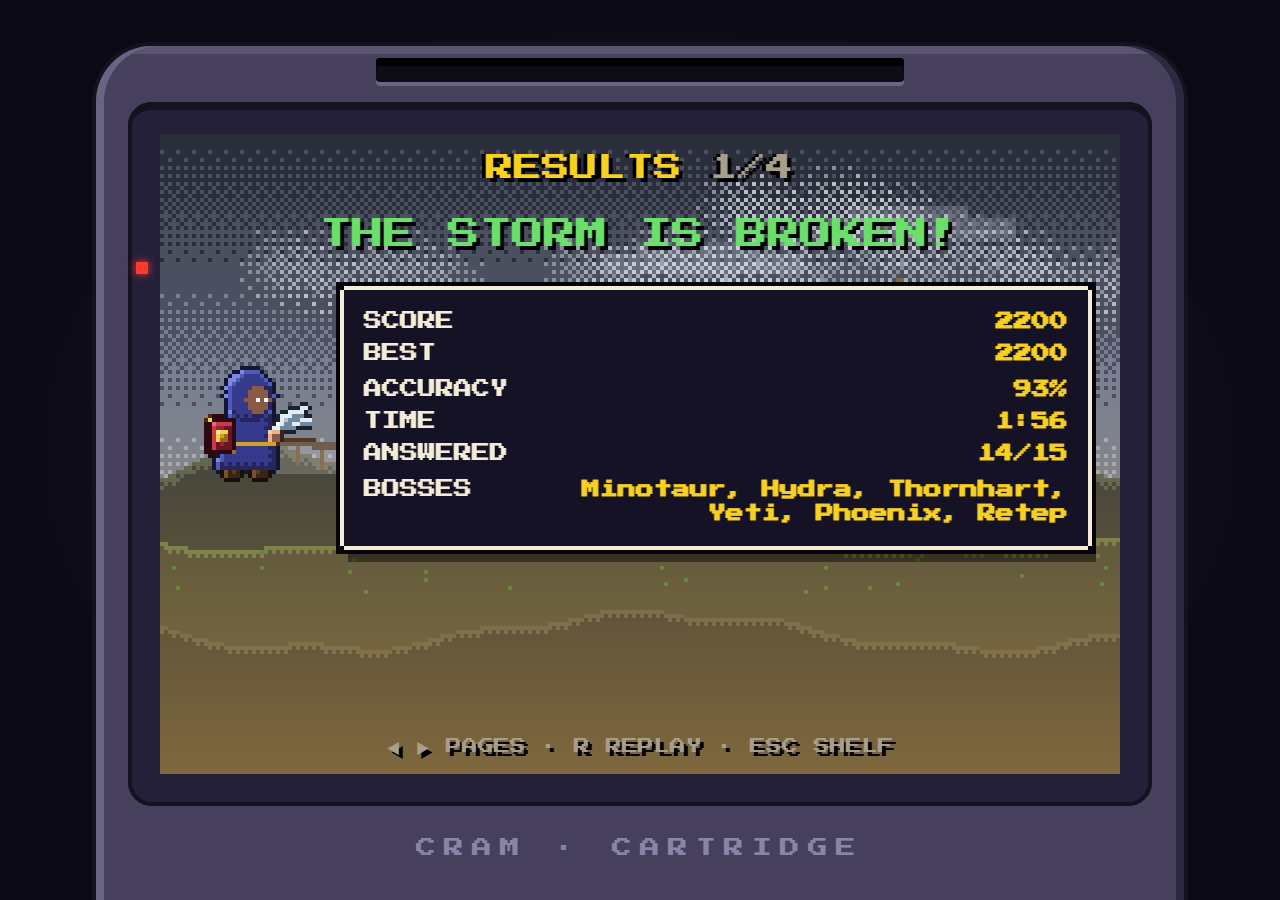 RESULTS 1/4
THE STORM IS BROKEN!
SCORE 2200
BEST 2200
ACCURACY 93%
TIME 1:56
ANSWERED 14/15
BOSSES Minotaur, Hydra, Thornhart,
Yeti, Phoenix, Retep
◀ ▶ PAGES · R REPLAY · ESC SHELF
CRAM · CARTRIDGE